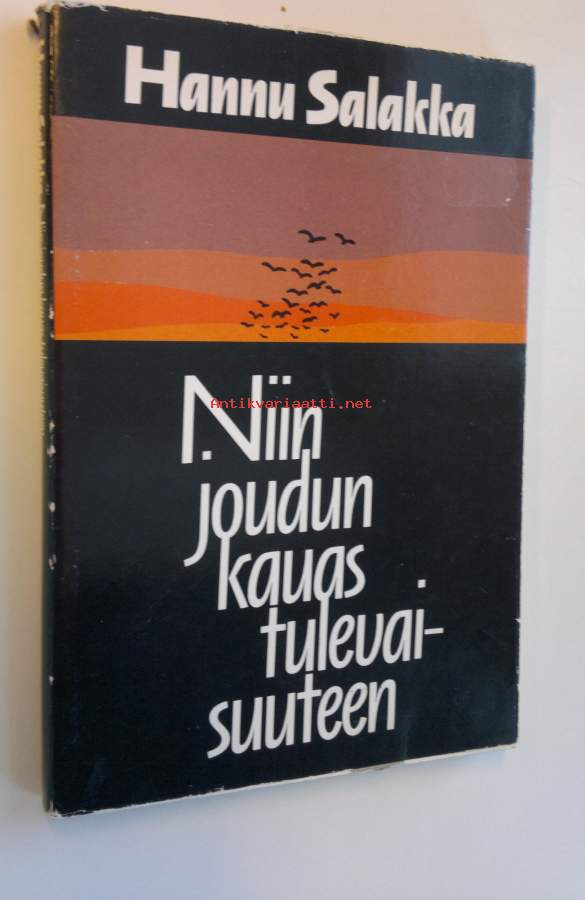 Hannu Salakka
Niin
Antikvariaatti.net
joudun
kauas
tulevai-
suuteen